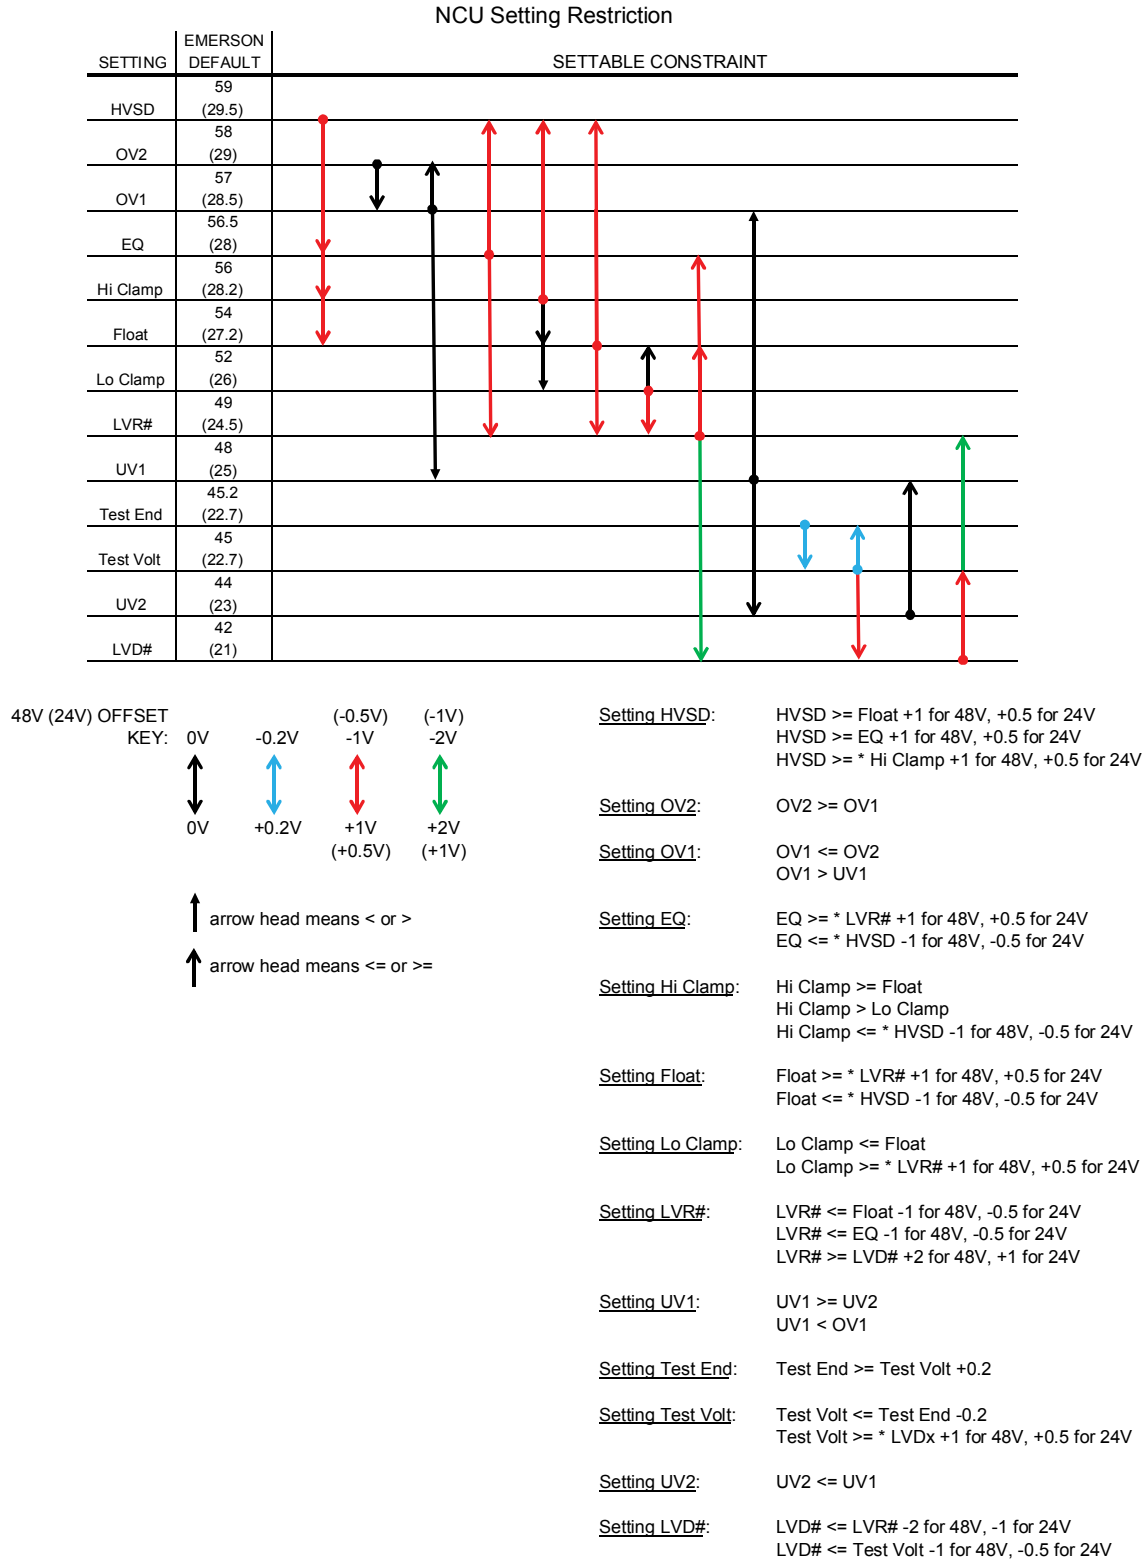 NCU Setting Restriction
EMERSON
SETTING DEFAULT SETTABLE CONSTRAINT
59
HVSD (29.5)
58
OV2 (29)
57
OV1 (28.5)
56.5
EQ (28)
56
Hi Clamp (28.2)
54
Float (27.2)
52
Lo Clamp (26)
49
LVR# (24.5)
48
UV1 (25)
45.2
Test End (22.7)
45
Test Volt (22.7)
44
UV2 (23)
42
LVD# (21)
48V (24V) OFFSET (-0.5V) (-1V)
KEY: 0V -0.2V -1V -2V
0V +0.2V +1V +2V
(+0.5V) (+1V)
arrow head means < or >
arrow head means <= or >=
Setting HVSD: HVSD >= Float +1 for 48V, +0.5 for 24V
HVSD >= EQ +1 for 48V, +0.5 for 24V
HVSD >= * Hi Clamp +1 for 48V, +0.5 for 24V
Setting OV2: OV2 >= OV1
Setting OV1: OV1 <= OV2
OV1 > UV1
Setting EQ: EQ >= * LVR# +1 for 48V, +0.5 for 24V
EQ <= * HVSD -1 for 48V, -0.5 for 24V
Setting Hi Clamp: Hi Clamp >= Float
Hi Clamp > Lo Clamp
Hi Clamp <= * HVSD -1 for 48V, -0.5 for 24V
Setting Float: Float >= * LVR# +1 for 48V, +0.5 for 24V
Float <= * HVSD -1 for 48V, -0.5 for 24V
Setting Lo Clamp: Lo Clamp <= Float
Lo Clamp >= * LVR# +1 for 48V, +0.5 for 24V
Setting LVR#: LVR# <= Float -1 for 48V, -0.5 for 24V
LVR# <= EQ -1 for 48V, -0.5 for 24V
LVR# >= LVD# +2 for 48V, +1 for 24V
Setting UV1: UV1 >= UV2
UV1 < OV1
Setting Test End: Test End >= Test Volt +0.2
Setting Test Volt: Test Volt <= Test End -0.2
Test Volt >= * LVDx +1 for 48V, +0.5 for 24V
Setting UV2: UV2 <= UV1
Setting LVD#: LVD# <= LVR# -2 for 48V, -1 for 24V
LVD# <= Test Volt -1 for 48V, -0.5 for 24V